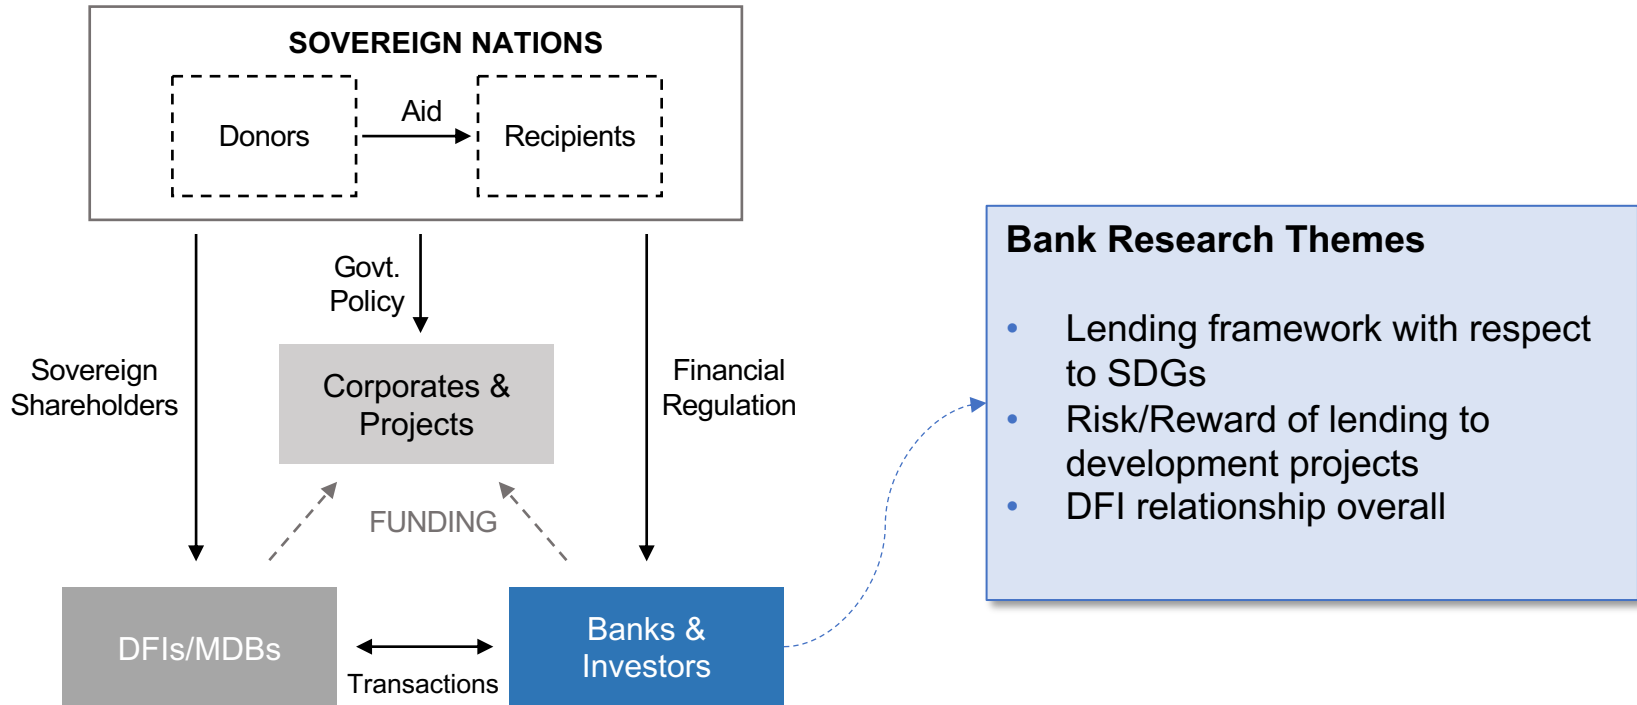 SOVEREIGN NATIONS
Aid
Donors
Recipients
Govt.
Policy
Sovereign
Shareholders
Corporates &
Projects
Financial
Regulation
FUNDING
DFIs/MDBs
Banks &
Investors
Transactions
Bank Research Themes
• Lending framework with respect
to SDGs
• Risk/Reward of lending to
development projects
• DFI relationship overall